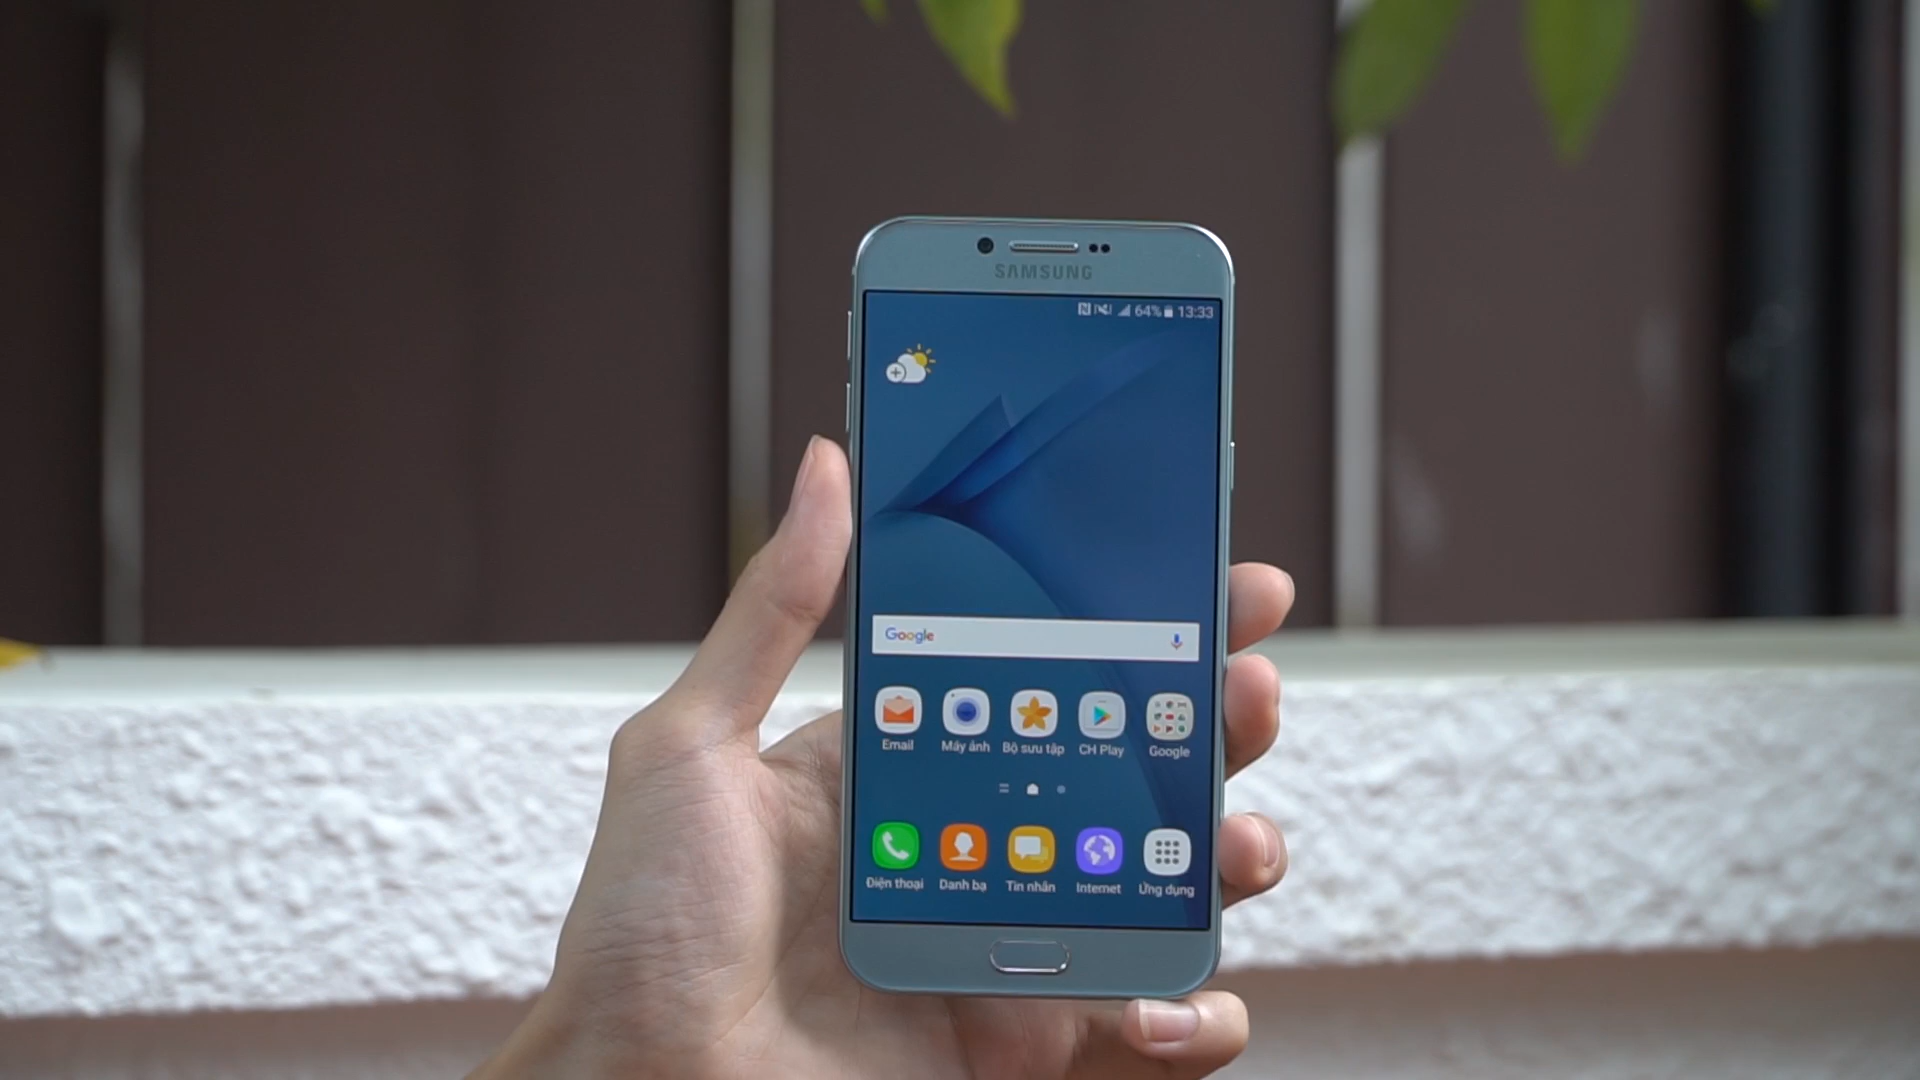 SAMSUNG
64% 13:33
Google
Email Máy ảnh Bộ sưu tập CH Play Google
Điện thoại Danh bạ Tin nhắn Internet Ứng dụng